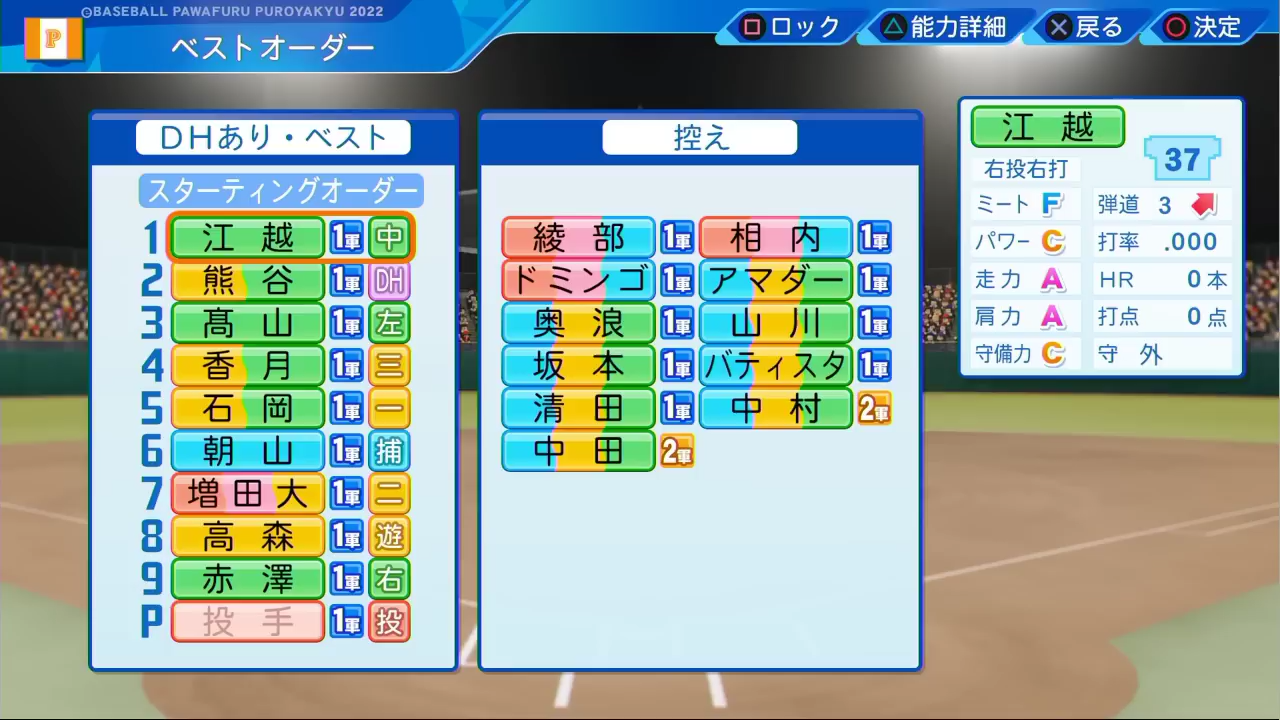 ©BASEBALL PAWAFURU PUROYAKYU 2022
P
ベストオーダー
ロック
能力詳細
戻る
決定
DHあり・ベスト
スターティングオーダー
1 江越 1軍 中
2 熊谷 1軍 DH
3 髙山 1軍 左
4 香月 1軍 三
5 石岡 1軍 一
6 朝山 1軍 捕
7 増田大 1軍 二
8 高森 1軍 遊
9 赤澤 1軍 右
P 投手 1軍 投
控え
綾部 1軍 相内 1軍
ドミンゴ 1軍 アマダー 1軍
奥浪 1軍 山川 1軍
坂本 1軍 バティスタ 1軍
清田 1軍 中村 2軍
中田 2軍
江越
右投右打 37
ミート F 弾道 3
パワー C 打率 .000
走力 A HR 0本
肩力 A 打点 0点
守備力 C 守 外